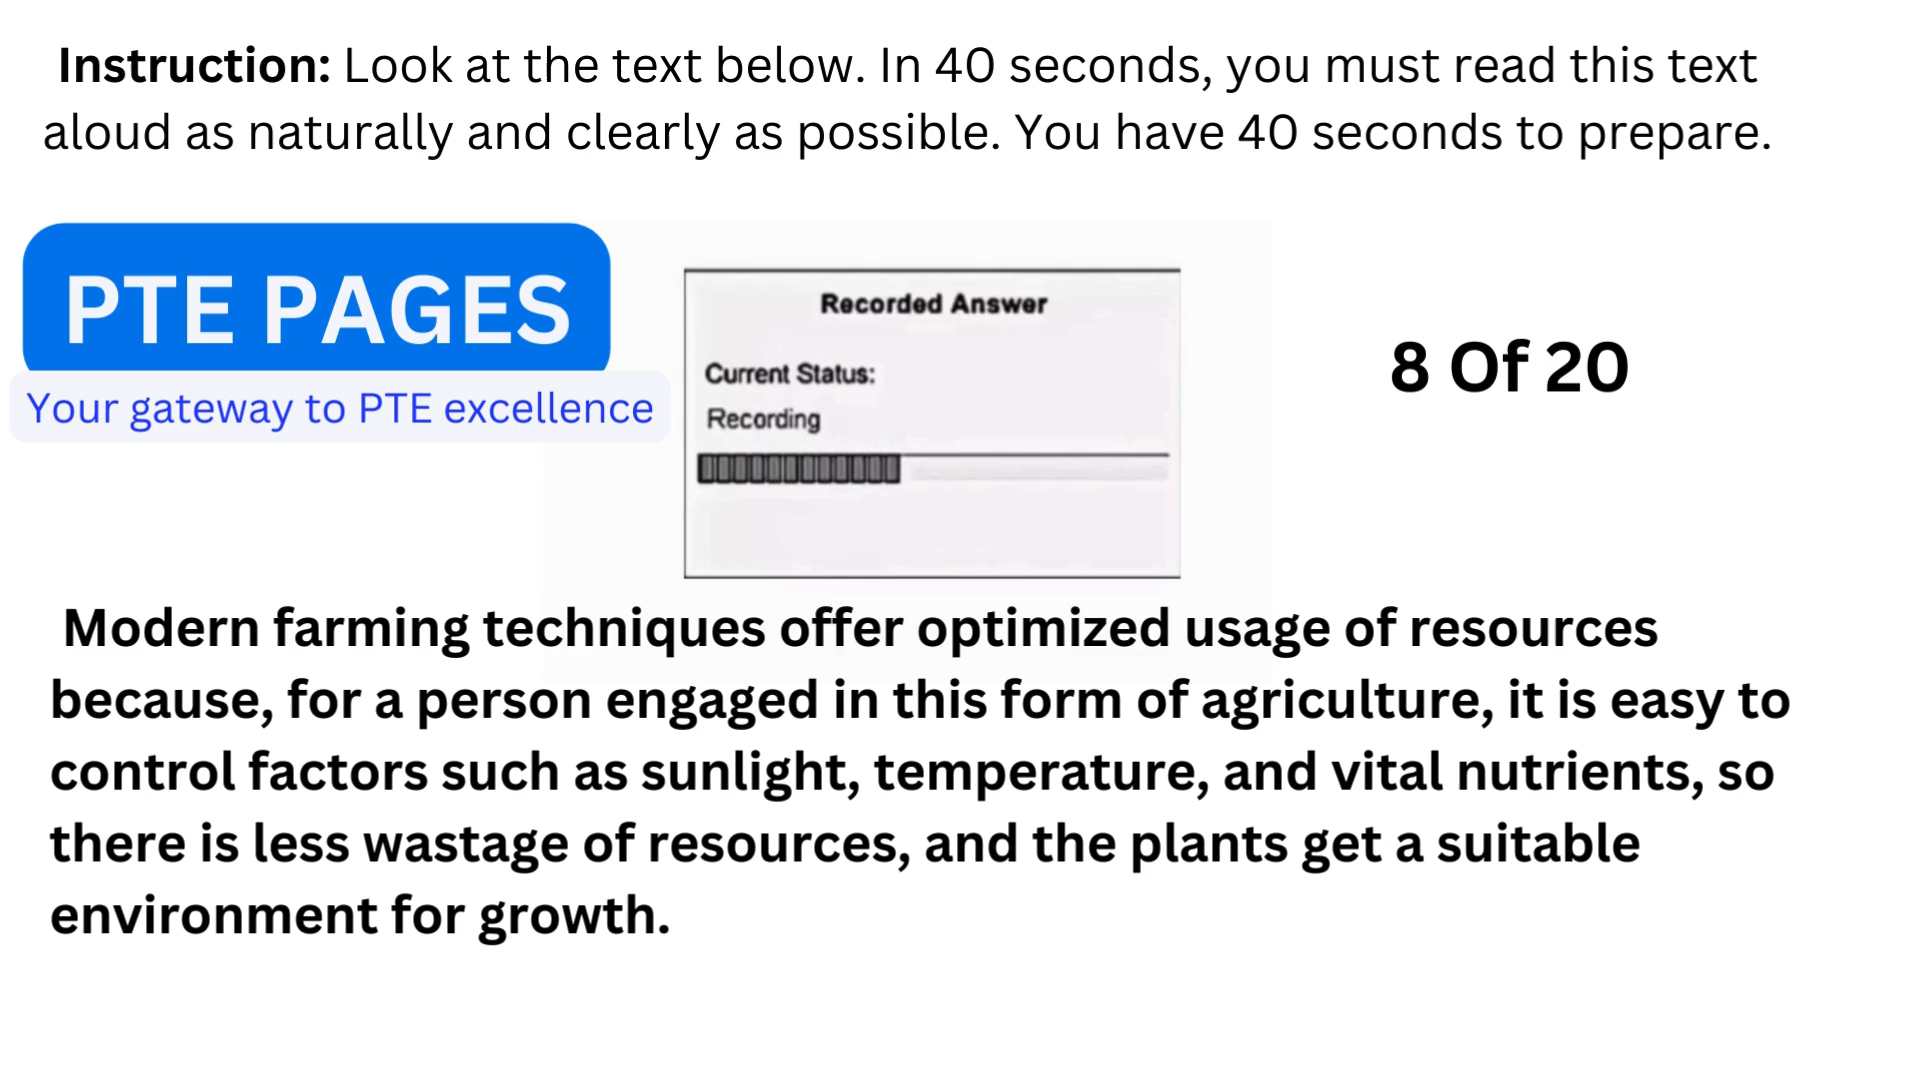 Instruction: Look at the text below. In 40 seconds, you must read this text
aloud as naturally and clearly as possible. You have 40 seconds to prepare.
PTE PAGES
Your gateway to PTE excellence
Recorded Answer
Current Status:
Recording
8 Of 20
Modern farming techniques offer optimized usage of resources
because, for a person engaged in this form of agriculture, it is easy to
control factors such as sunlight, temperature, and vital nutrients, so
there is less wastage of resources, and the plants get a suitable
environment for growth.